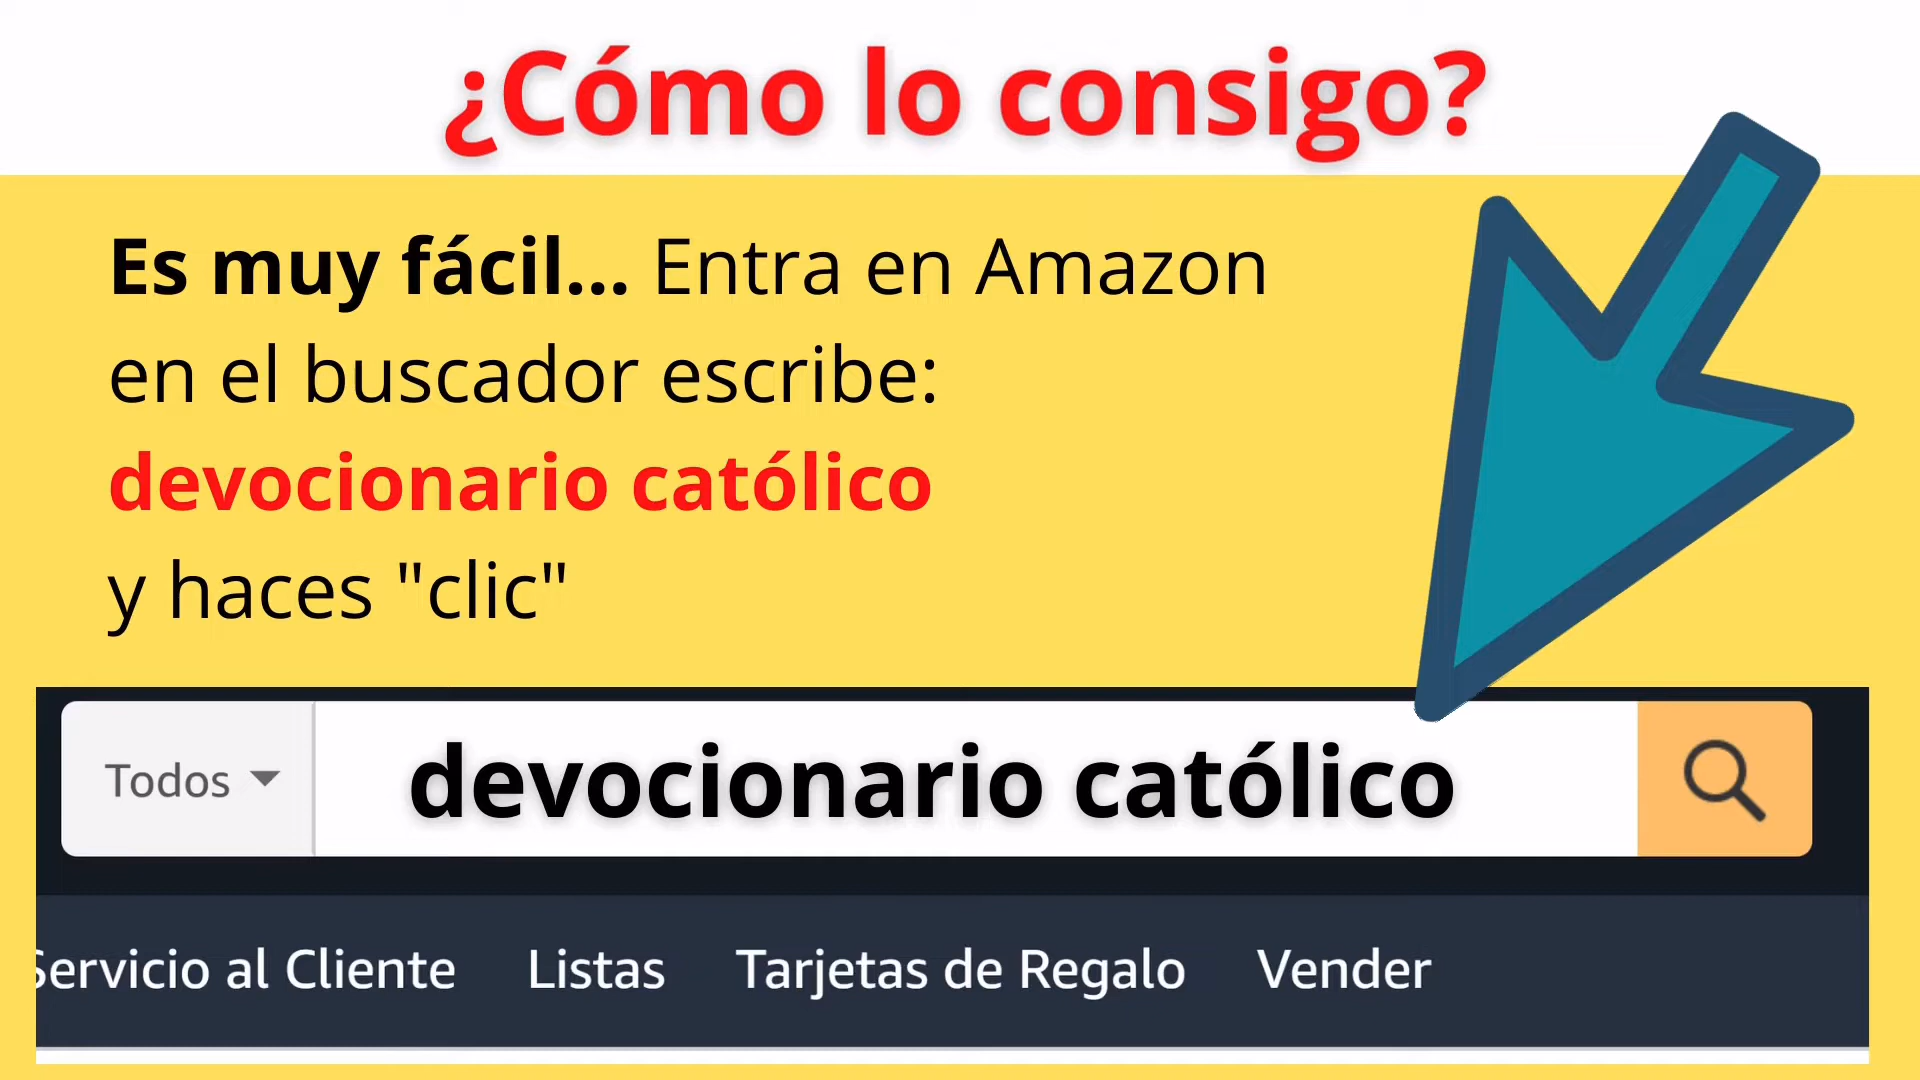 ¿Cómo lo consigo?
Es muy fácil... Entra en Amazon
en el buscador escribe:
devocionario católico
y haces "clic"
Todos devocionario católico
Servicio al Cliente Listas Tarjetas de Regalo Vender